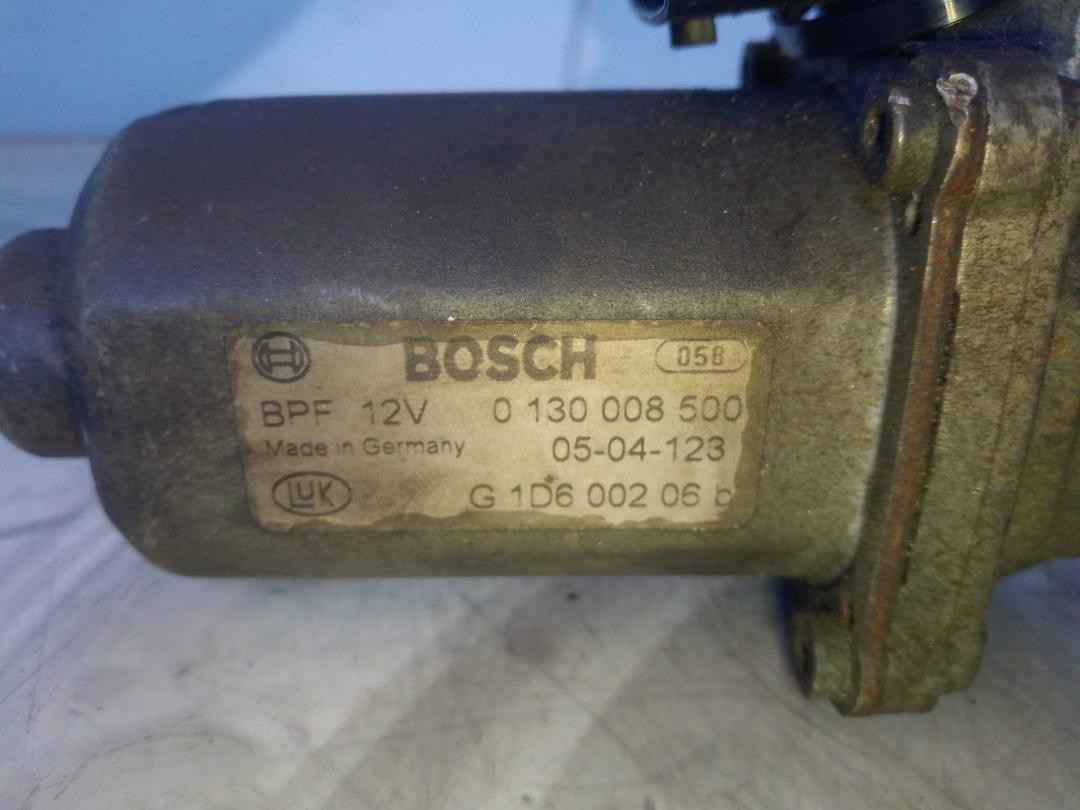 BOSCH 058
BPF 12V 0 130 008 500
Made in Germany 05-04-123
LUK G 1D6 002 06 b